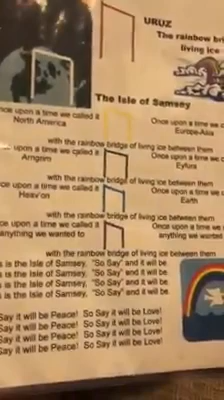 URUZ
The rainbow bri
living ice
The Isle of Samsey
nce upon a time we called it
North America
Once upon a time we c
Europe-Asia
with the rainbow bridge of living ice between them
upon a time we called it
Arngrim
Once upon a time we c
Eyfura
with the rainbow bridge of living ice between them
ce upon a time we called it
Heav'on
Once upon a time we c
Earth
with the rainbow bridge of living ice between them
ce upon a time we called it
anything we wanted to
Once upon a time we
anything we want
with the rainbow bridge of living ice between them
s is the Isle of Samsey, "So Say" and it will be
s is the Isle of Samsey, "So Say" and it will be.
s is the Isle of Samsey, "So Say" and it will be.
s is the Isle of Samsey, "So Say" and it will be.
Say it will be Peace! So Say it will be Love!
Say it will be Peace! So Say it will be Love!
Say it will be Peace! So Say it will be Love!
Say it will be Peace! So Say it will be Love!